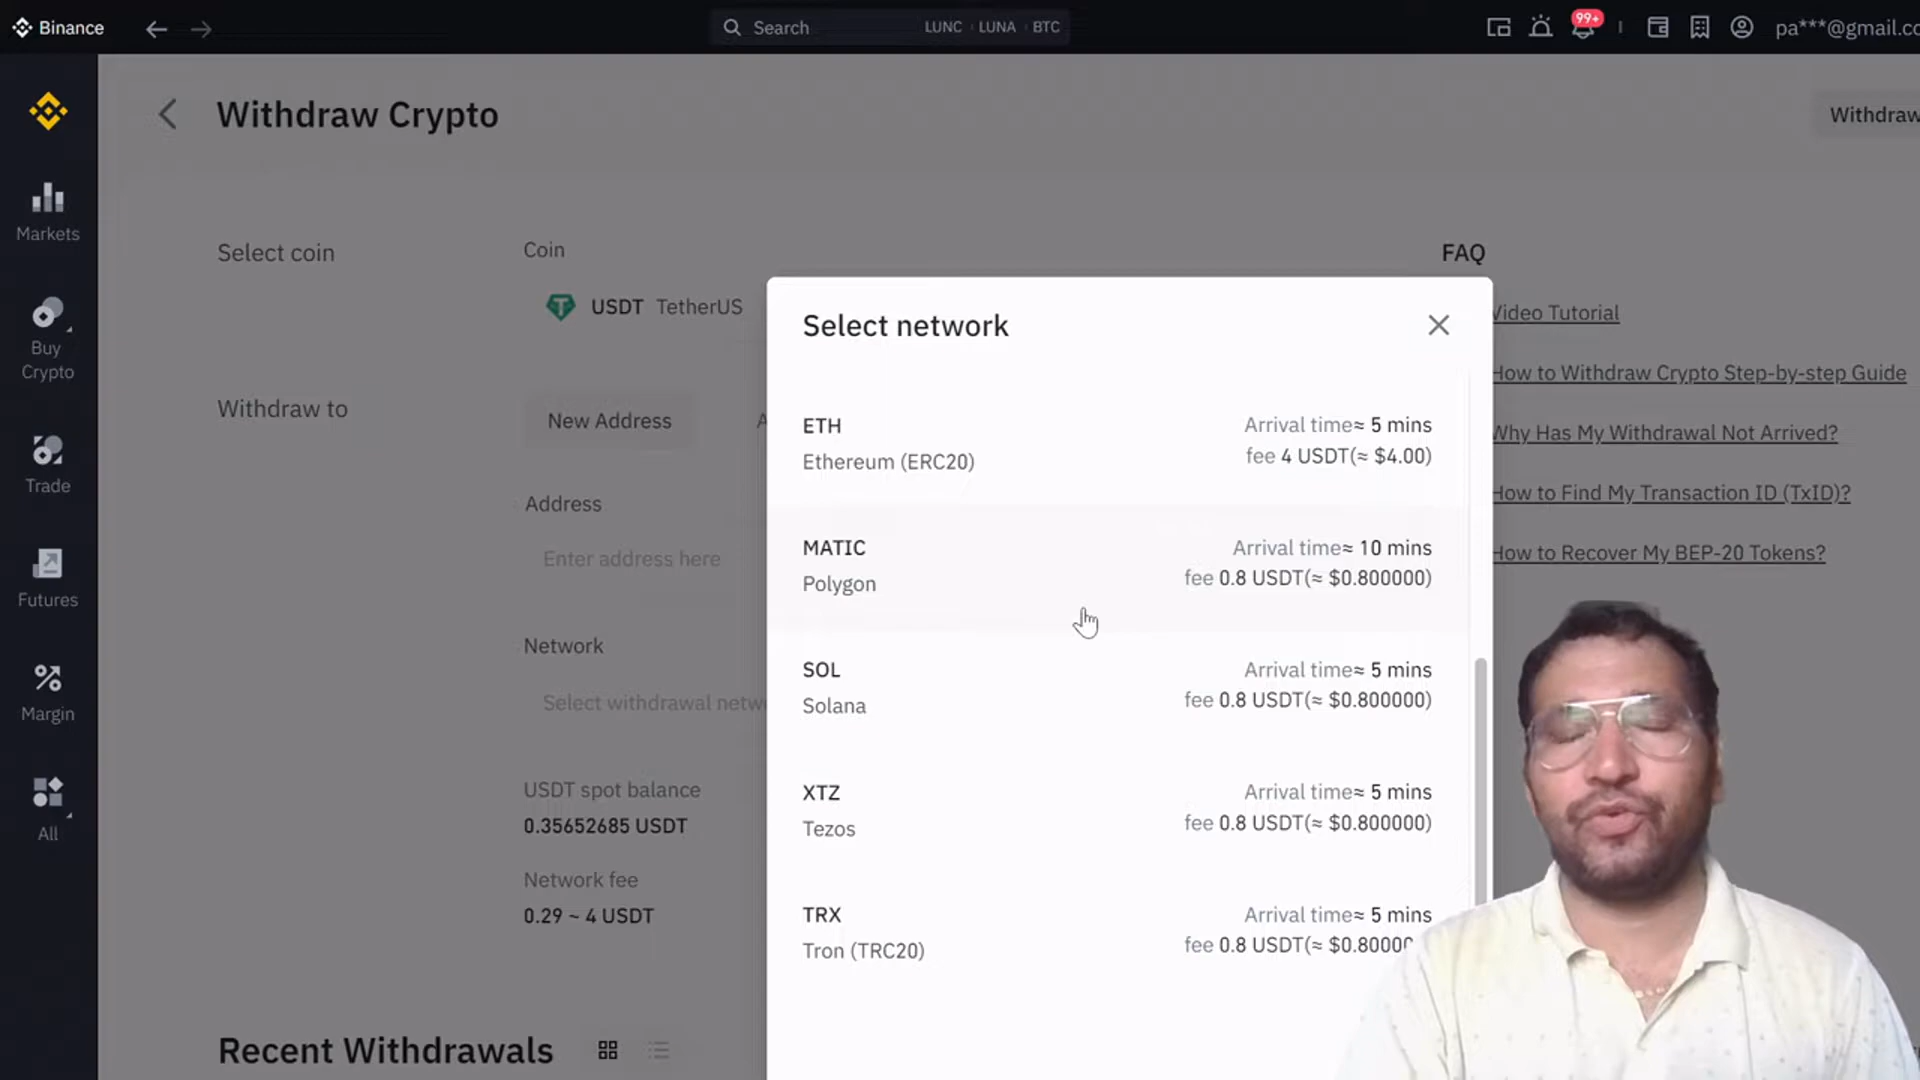 Binance
Search
LUNC
LUNA
BTC
99+
pa***@gmail.co
Withdraw Crypto
Withdraw
Markets
Buy
Crypto
Trade
Futures
Margin
All
Select coin
Coin
USDT TetherUS
Withdraw to
New Address
A
Address
Enter address here
Network
Select withdrawal netw
USDT spot balance
0.35652685 USDT
Network fee
0.29 ~ 4 USDT
Recent Withdrawals
Select network
ETH
Arrival time≈ 5 mins
Ethereum (ERC20)
fee 4 USDT(≈ $4.00)
MATIC
Arrival time≈ 10 mins
Polygon
fee 0.8 USDT(≈ $0.800000)
SOL
Arrival time≈ 5 mins
Solana
fee 0.8 USDT(≈ $0.800000)
XTZ
Arrival time≈ 5 mins
Tezos
fee 0.8 USDT(≈ $0.800000)
TRX
Arrival time≈ 5 mins
Tron (TRC20)
fee 0.8 USDT(≈ $0.8000
FAQ
Video Tutorial
How to Withdraw Crypto Step-by-step Guide
Why Has My Withdrawal Not Arrived?
How to Find My Transaction ID (TxID)?
How to Recover My BEP-20 Tokens?